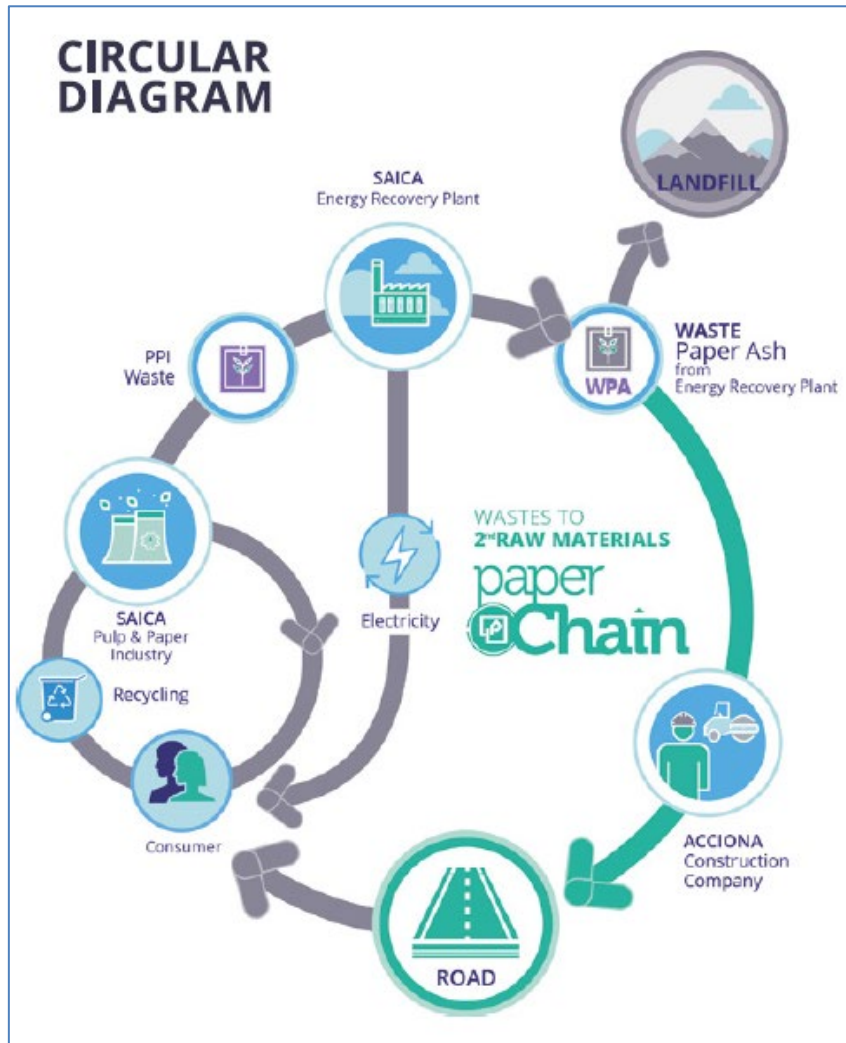 CIRCULAR
DIAGRAM
LANDFILL
SAICA
Energy Recovery Plant
PPI
Waste
WPA
WASTE
Paper Ash
from
Energy Recovery Plant
WASTES TO
2ndRAW MATERIALS
paper
Chain
Electricity
SAICA
Pulp & Paper
Industry
Recycling
Consumer
ACCIONA
Construction
Company
ROAD